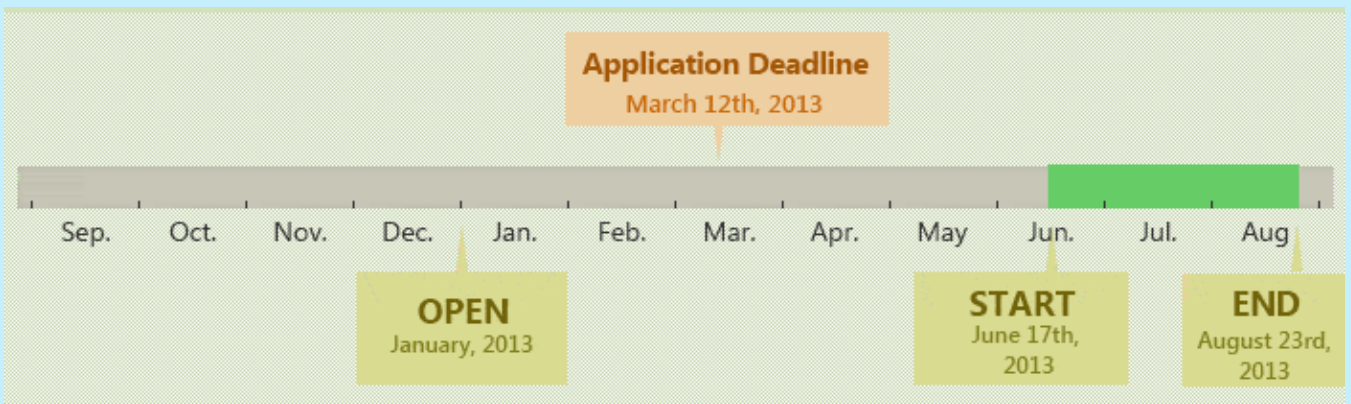 Application Deadline
March 12th, 2013
Sep. Oct. Nov. Dec. Jan. Feb. Mar. Apr. May Jun. Jul. Aug
OPEN
January, 2013
START
June 17th,
2013
END
August 23rd,
2013